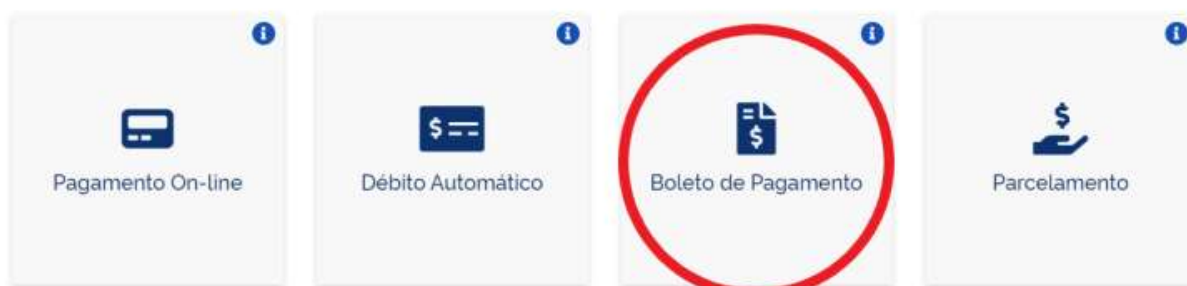 Pagamento On-line
Débito Automático
Boleto de Pagamento
Parcelamento